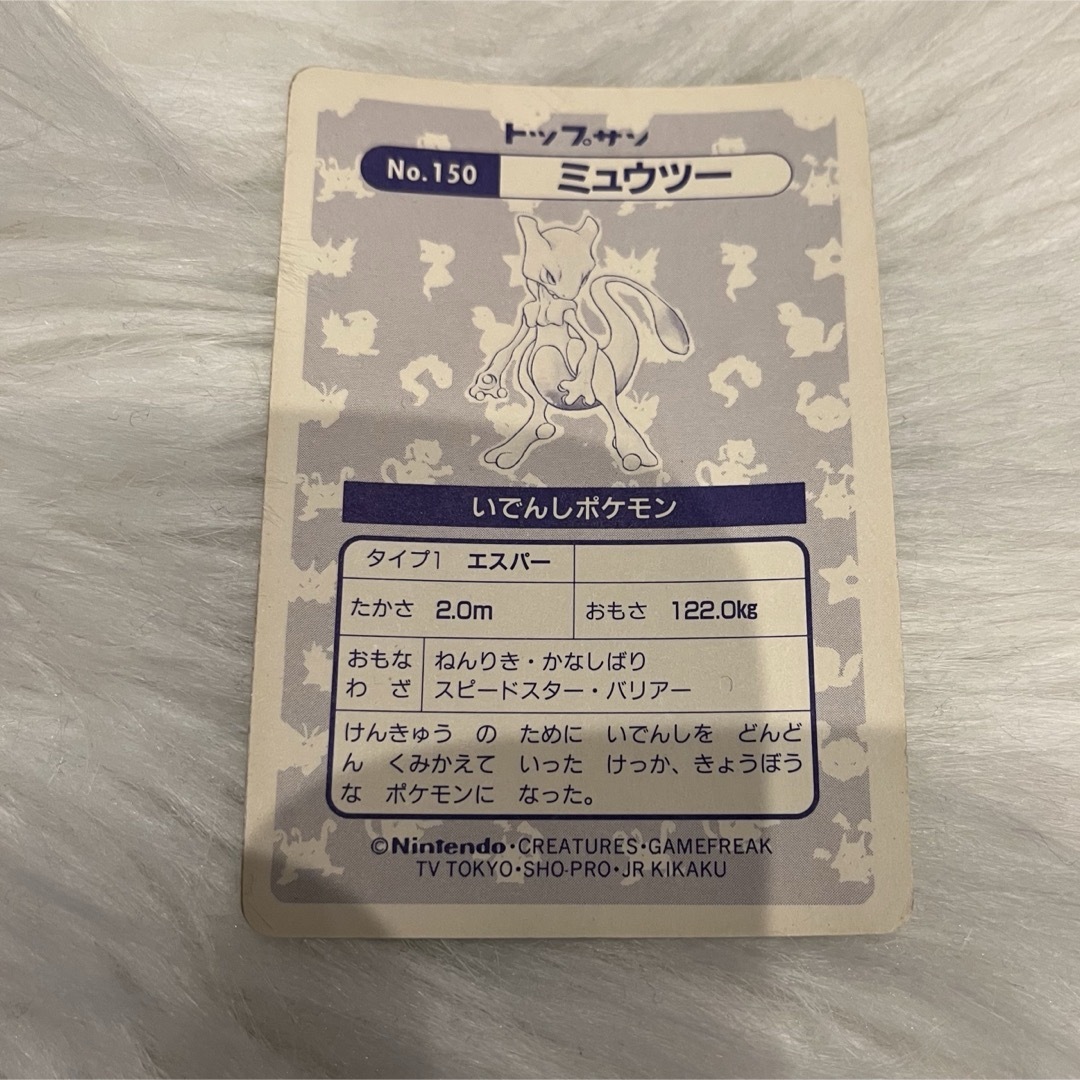 トップサン
No.150 ミュウツー
いでんしポケモン
タイプ1 エスパー
たかさ 2.0m おもさ 122.0kg
おもな ねんりき・かなしばり
わ ざ スピードスター・バリアー
けんきゅう の ために いでんしを どんど
ん くみかえて いった けっか、きょうぼう
な ポケモンに なった。
©Nintendo・CREATURES・GAMEFREAK
TV TOKYO・SHO-PRO・JR KIKAKU